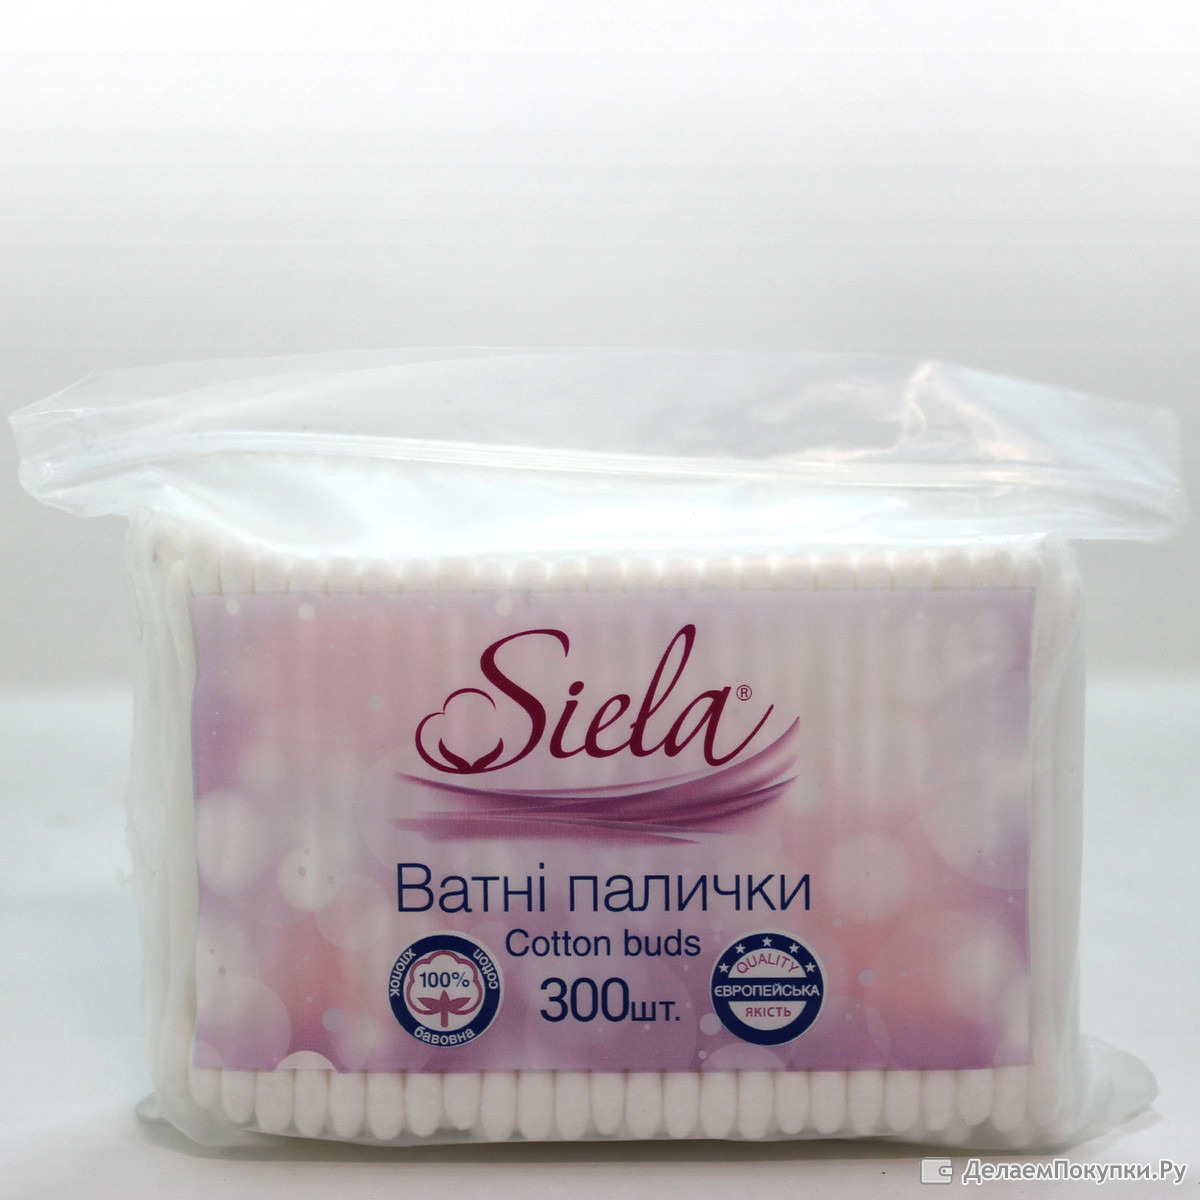 Siela®
Ватні палички
Cotton buds
300шт.
хлопок
cotton
100%
бавовна
QUALITY
ЄВРОПЕЙСЬКА
ЯКІСТЬ
ДелаемПокупки.Ру